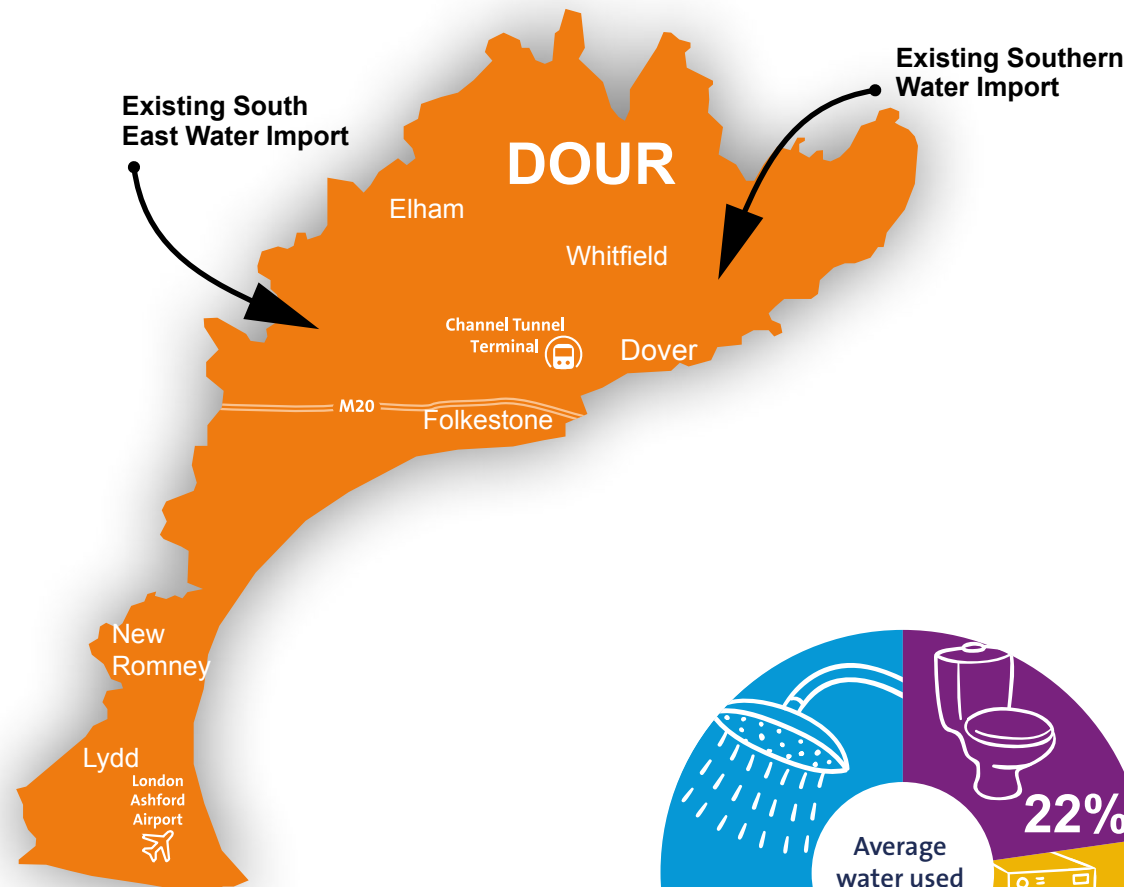 Existing Southern
Water Import
Existing South
East Water Import
DOUR
Elham
Whitfield
Channel Tunnel
Terminal
Dover
M20
Folkestone
New
Romney
Lydd
London
Ashford
Airport
22%
Average
water used